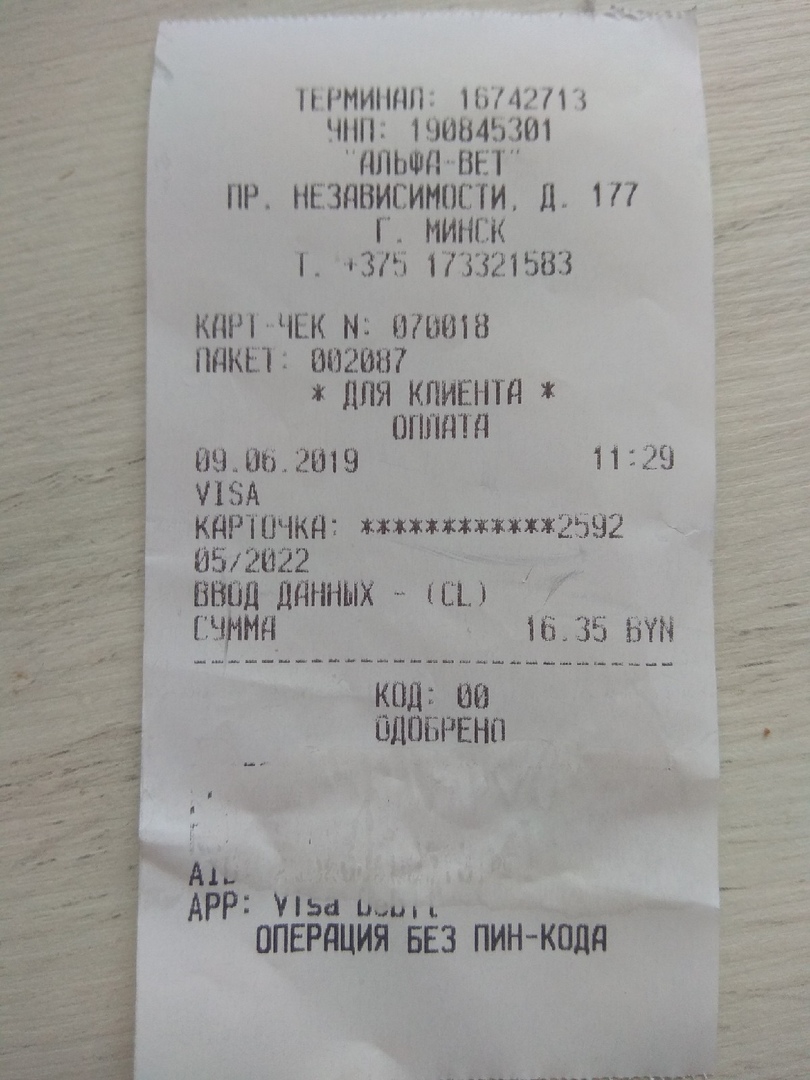 ТЕРМИНАЛ: 16742713
УНП: 190845301
"АЛЬФА-ВЕТ"
ПР. НЕЗАВИСИМОСТИ, Д. 177
Г. МИНСК
Т. +375 173321583
КАРТ-ЧЕК N: 070018
ПАКЕТ: 002087
* ДЛЯ КЛИЕНТА *
ОПЛАТА
09.06.2019 11:29
VISA
КАРТОЧКА: ************2592
05/2022
ВВОД ДАННЫХ - (CL)
СУММА 16.35 BYN
КОД: 00
ОДОБРЕНО
AID
APP: Visa Debit
ОПЕРАЦИЯ БЕЗ ПИН-КОДА